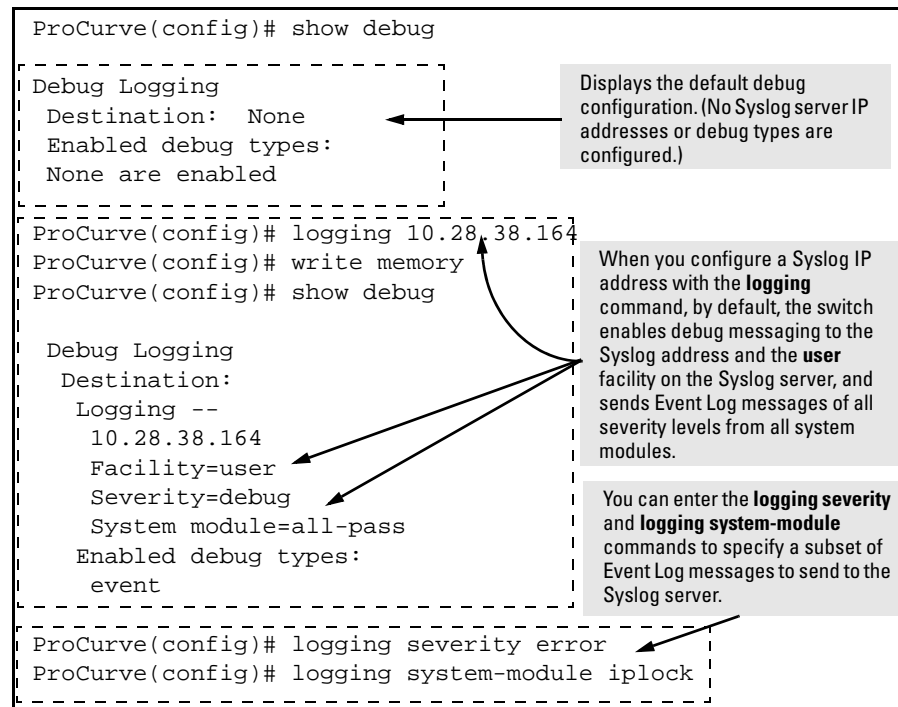 ProCurve(config)# show debug
Debug Logging
Destination: None
Enabled debug types:
None are enabled
Displays the default debug
configuration. (No Syslog server IP
addresses or debug types are
configured.)
ProCurve(config)# logging 10.28.38.164
ProCurve(config)# write memory
ProCurve(config)# show debug
Debug Logging
Destination:
Logging --
10.28.38.164
Facility=user
Severity=debug
System module=all-pass
Enabled debug types:
event
When you configure a Syslog IP
address with the logging
command, by default, the switch
enables debug messaging to the
Syslog address and the user
facility on the Syslog server, and
sends Event Log messages of all
severity levels from all system
modules.
You can enter the logging severity
and logging system-module
commands to specify a subset of
Event Log messages to send to the
Syslog server.
ProCurve(config)# logging severity error
ProCurve(config)# logging system-module iplock